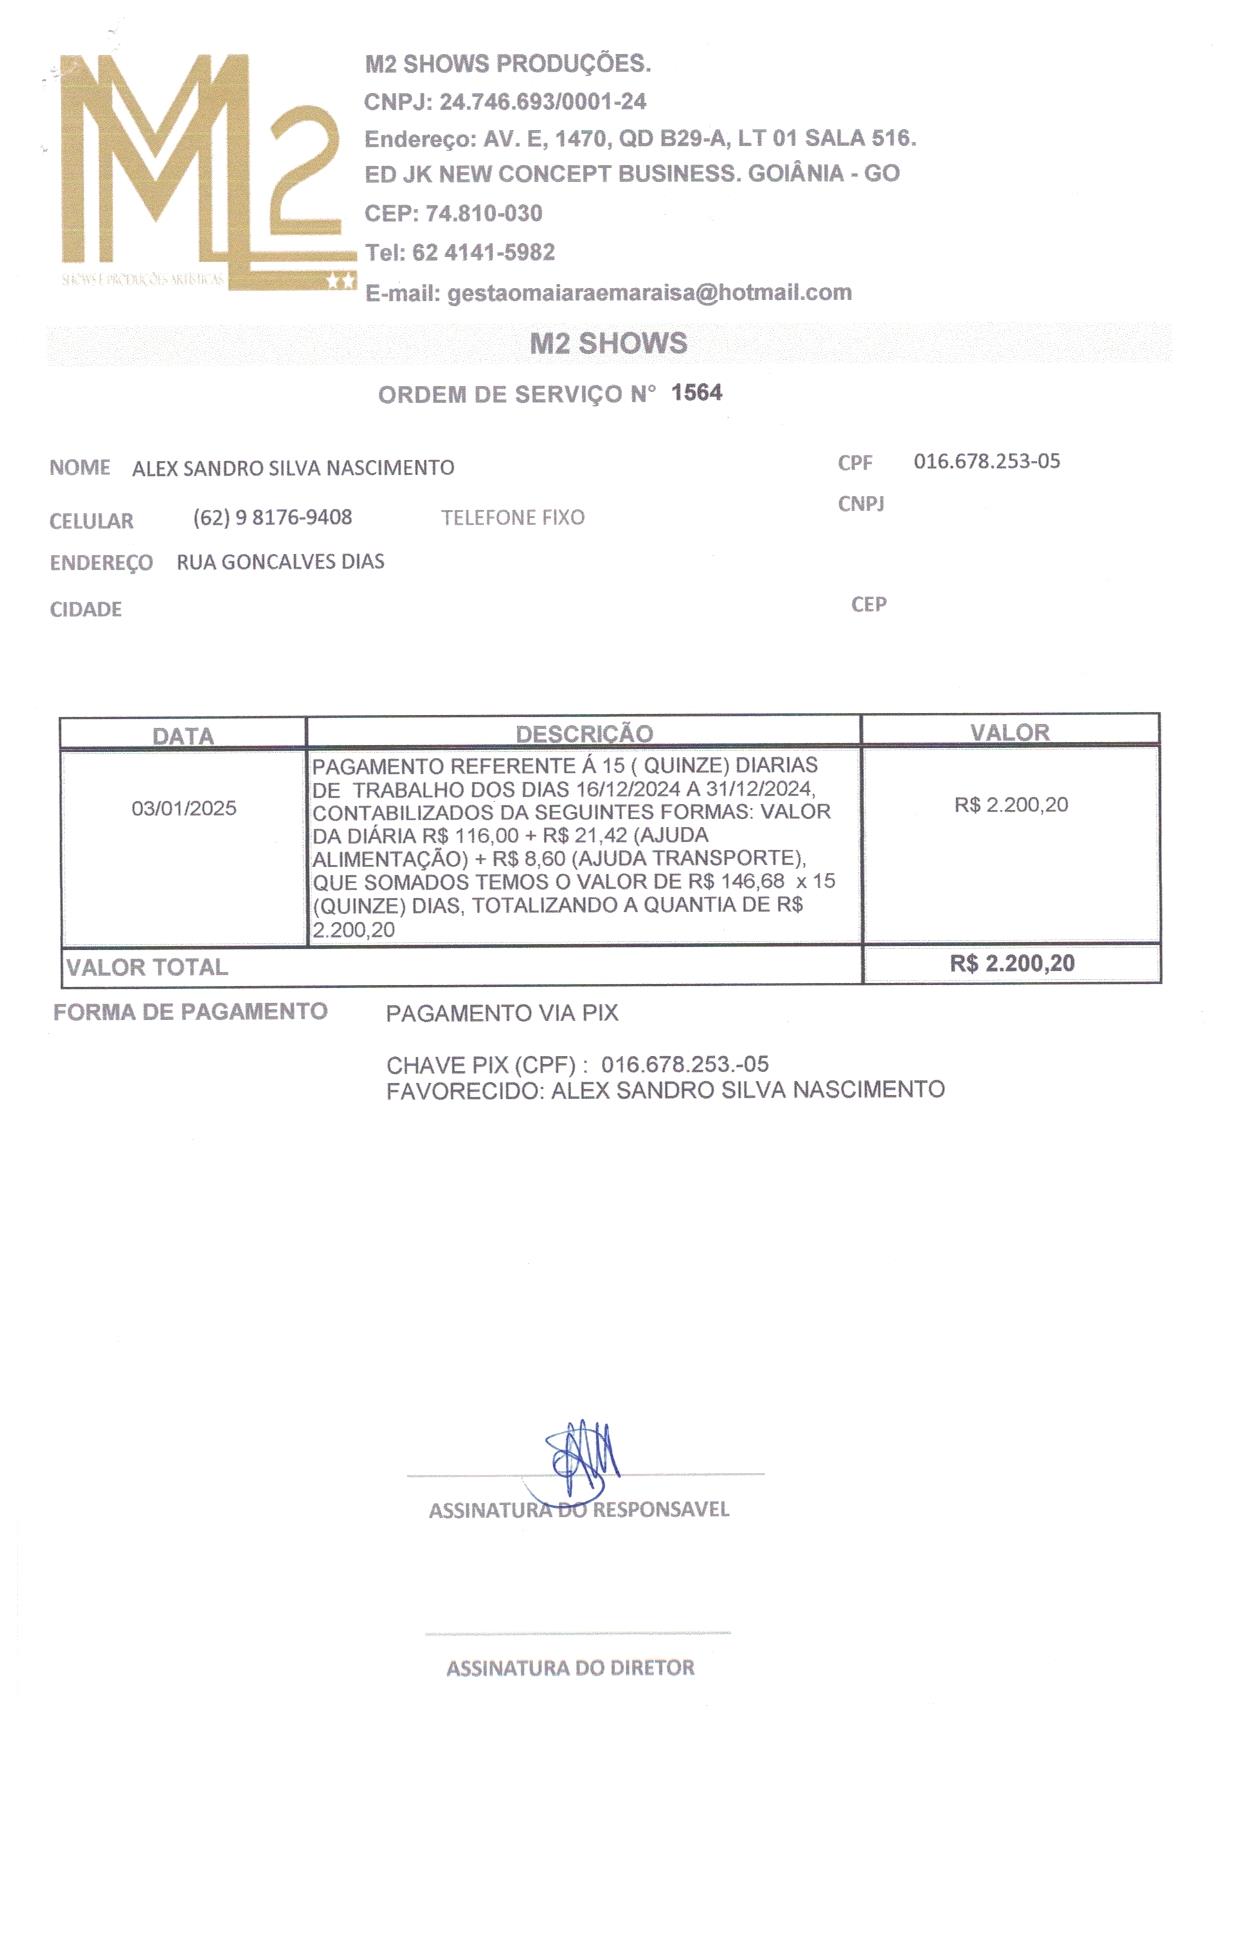 M2 SHOWS PRODUÇÕES.
CNPJ: 24.746.693/0001-24
Endereço: AV. E, 1470, QD B29-A, LT 01 SALA 516.
ED JK NEW CONCEPT BUSINESS. GOIÂNIA - GO
CEP: 74.810-030
Tel: 62 4141-5982
SHOWS E PRODUÇÕES ARTÍSTICAS
E-mail: gestaomaiaraemaraisa@hotmail.com
M2 SHOWS
ORDEM DE SERVIÇO N° 1564
NOME ALEX SANDRO SILVA NASCIMENTO CPF 016.678.253-05
CELULAR (62) 9 8176-9408 TELEFONE FIXO CNPJ
ENDEREÇO RUA GONCALVES DIAS
CIDADE CEP
DATA DESCRIÇÃO VALOR
PAGAMENTO REFERENTE Á 15 ( QUINZE) DIARIAS
DE TRABALHO DOS DIAS 16/12/2024 A 31/12/2024,
03/01/2025 CONTABILIZADOS DA SEGUINTES FORMAS: VALOR R$ 2.200,20
DA DIÁRIA R$ 116,00 + R$ 21,42 (AJUDA
ALIMENTAÇÃO) + R$ 8,60 (AJUDA TRANSPORTE),
QUE SOMADOS TEMOS O VALOR DE R$ 146,68 x 15
(QUINZE) DIAS, TOTALIZANDO A QUANTIA DE R$
2.200,20
VALOR TOTAL R$ 2.200,20
FORMA DE PAGAMENTO PAGAMENTO VIA PIX
CHAVE PIX (CPF) : 016.678.253.-05
FAVORECIDO: ALEX SANDRO SILVA NASCIMENTO
ASSINATURA DO RESPONSAVEL
ASSINATURA DO DIRETOR